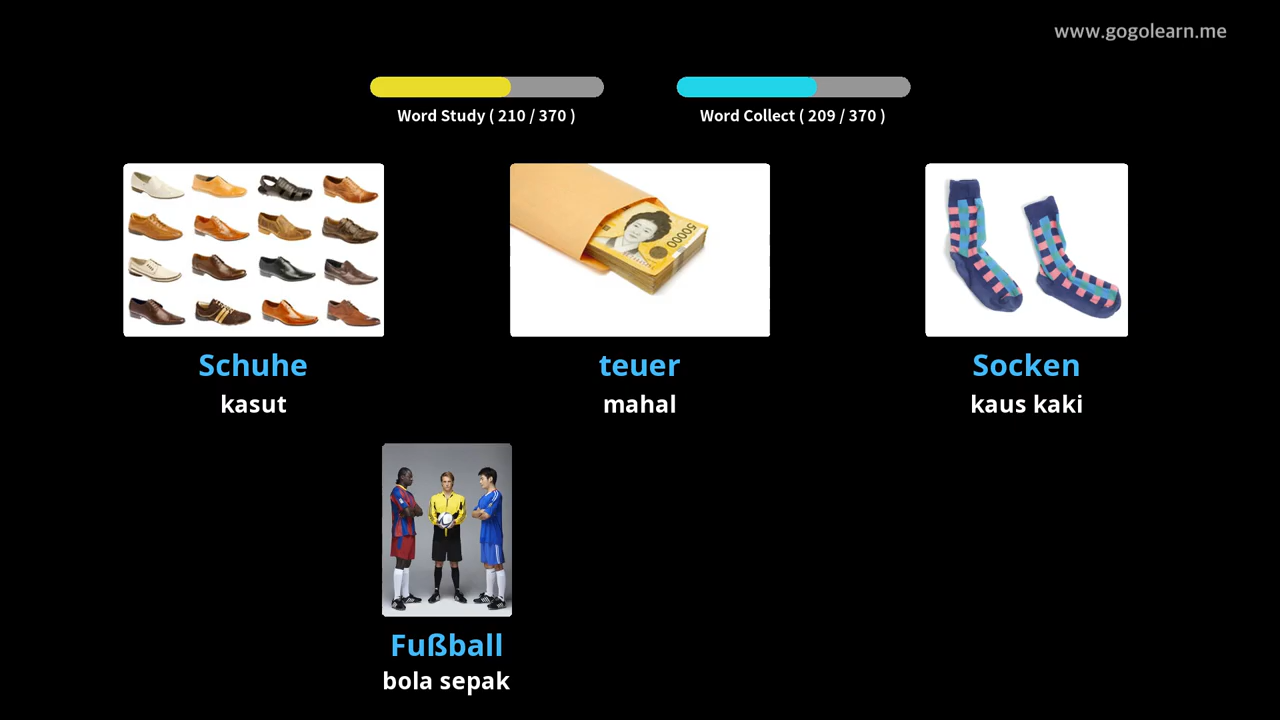 www.gogolearn.me
Word Study ( 210 / 370 )
Word Collect ( 209 / 370 )
50000
Schuhe
teuer
Socken
kasut
mahal
kaus kaki
Fußball
bola sepak